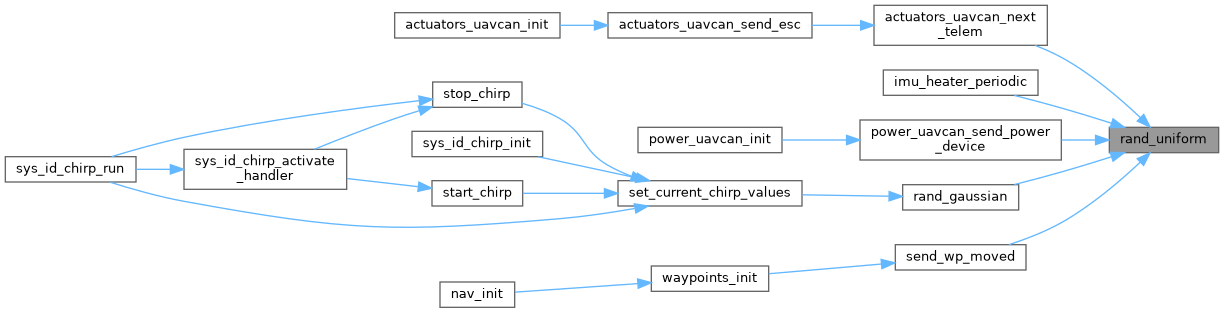 actuators_uavcan_init
actuators_uavcan_send_esc
actuators_uavcan_next
_telem
imu_heater_periodic
stop_chirp
rand_uniform
sys_id_chirp_init
power_uavcan_init
power_uavcan_send_power
_device
sys_id_chirp_run
sys_id_chirp_activate
_handler
start_chirp
set_current_chirp_values
rand_gaussian
send_wp_moved
waypoints_init
nav_init